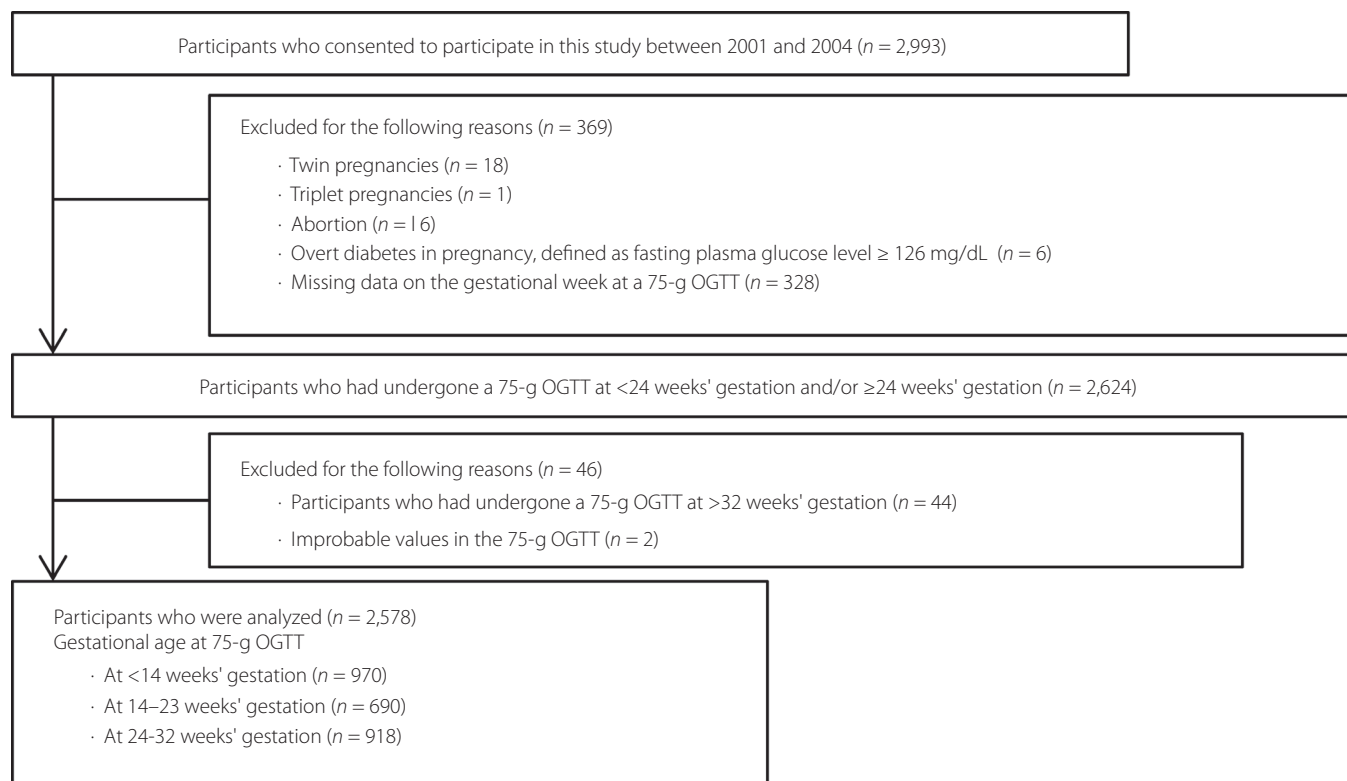 Participants who consented to participate in this study between 2001 and 2004 (n = 2,993)
Excluded for the following reasons (n = 369)
· Twin pregnancies (n = 18)
· Triplet pregnancies (n = 1)
· Abortion (n = l 6)
· Overt diabetes in pregnancy, defined as fasting plasma glucose level ≥ 126 mg/dL (n = 6)
· Missing data on the gestational week at a 75-g OGTT (n = 328)
Participants who had undergone a 75-g OGTT at <24 weeks' gestation and/or ≥24 weeks' gestation (n = 2,624)
Excluded for the following reasons (n = 46)
· Participants who had undergone a 75-g OGTT at >32 weeks' gestation (n = 44)
· Improbable values in the 75-g OGTT (n = 2)
Participants who were analyzed (n = 2,578)
Gestational age at 75-g OGTT
· At <14 weeks' gestation (n = 970)
· At 14–23 weeks' gestation (n = 690)
· At 24-32 weeks' gestation (n = 918)